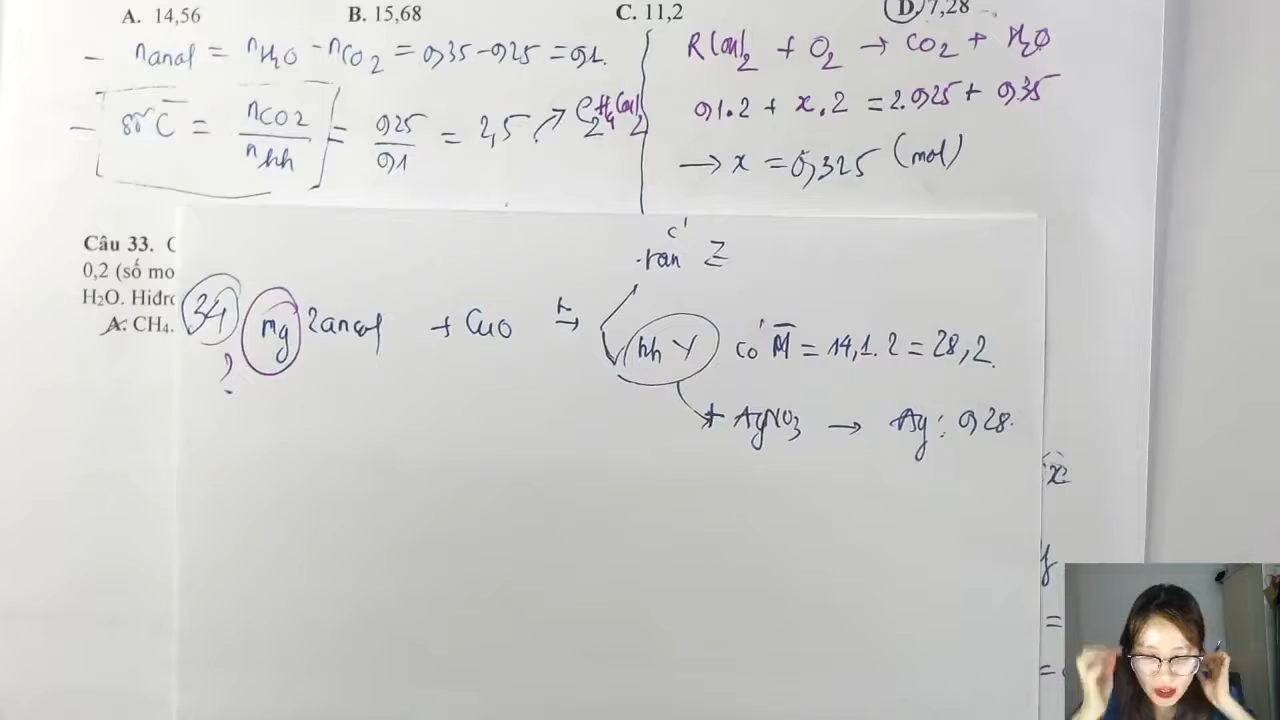 A. 14,56 B. 15,68 C. 11,2 D. 7,28
- nancol = nH2O - nCO2 = 0,35 - 0,25 = 0,1.
- số C̅ = nCO2 / nhh = 0,25 / 0,1 = 2,5 → C2H4(OH)2
R(OH)2 + O2 → CO2 + H2O
0,1.2 + x.2 = 2.0,25 + 0,35
→ x = 0,325 (mol)
Câu 33. C
0,2 (số mo
H2O. Hiđro
A. CH4.
34
mg 2 ancol + CuO t →
?
c'
.rắn Z
hh Y có M̅ = 14,1.2 = 28,2.
+ AgNO3 → Ag: 0,28.
x
=
=